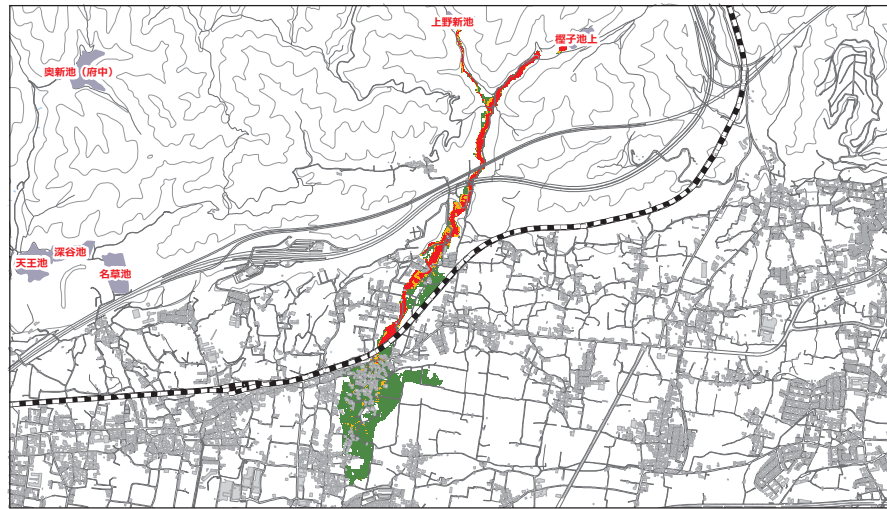 上野新池
樫子池上
奥新池（府中）
深谷池
天王池
名草池